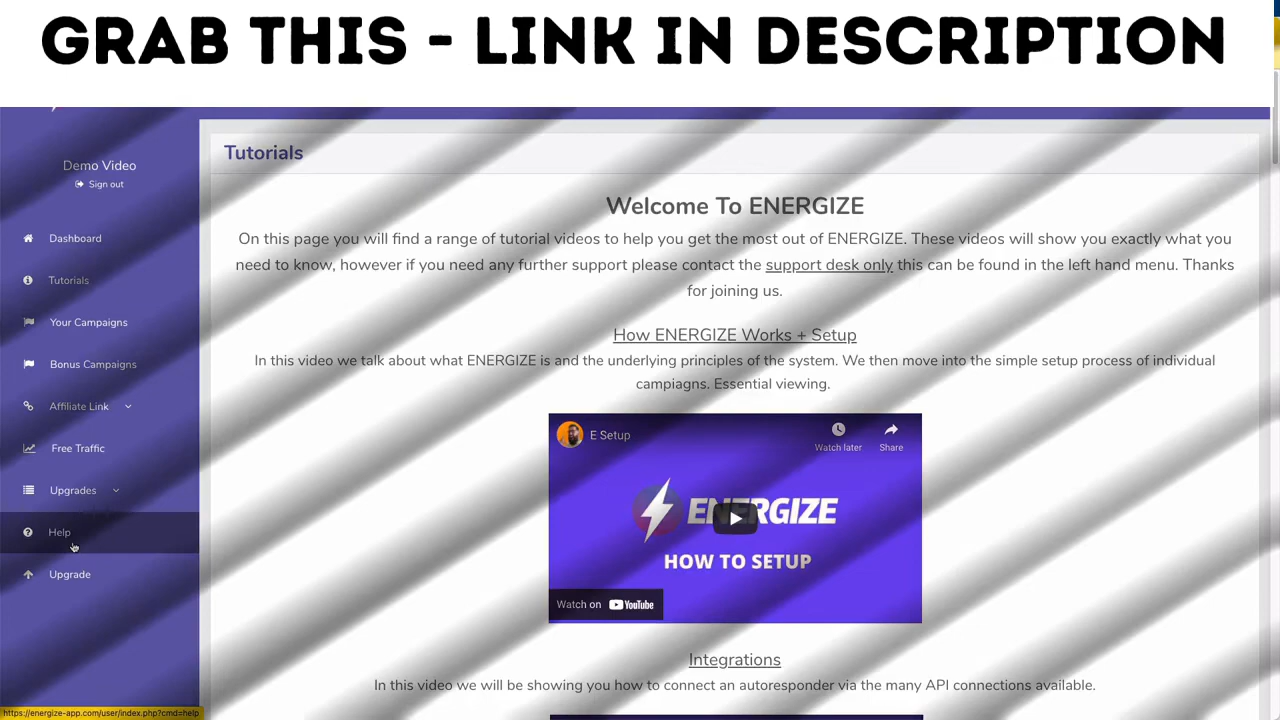 GRAB THIS - LINK IN DESCRIPTION
Demo Video
Sign out
Dashboard
Tutorials
Your Campaigns
Bonus Campaigns
Affiliate Link
Free Traffic
Upgrades
Help
Upgrade
https://energize-app.com/user/index.php?cmd=help
Tutorials
Welcome To ENERGIZE
On this page you will find a range of tutorial videos to help you get the most out of ENERGIZE. These videos will show you exactly what you
need to know, however if you need any further support please contact the support desk only this can be found in the left hand menu. Thanks
for joining us.
How ENERGIZE Works + Setup
In this video we talk about what ENERGIZE is and the underlying principles of the system. We then move into the simple setup process of individual
campiagns. Essential viewing.
E Setup
Watch later
Share
ENERGIZE
HOW TO SETUP
Watch on YouTube
Integrations
In this video we will be showing you how to connect an autoresponder via the many API connections available.